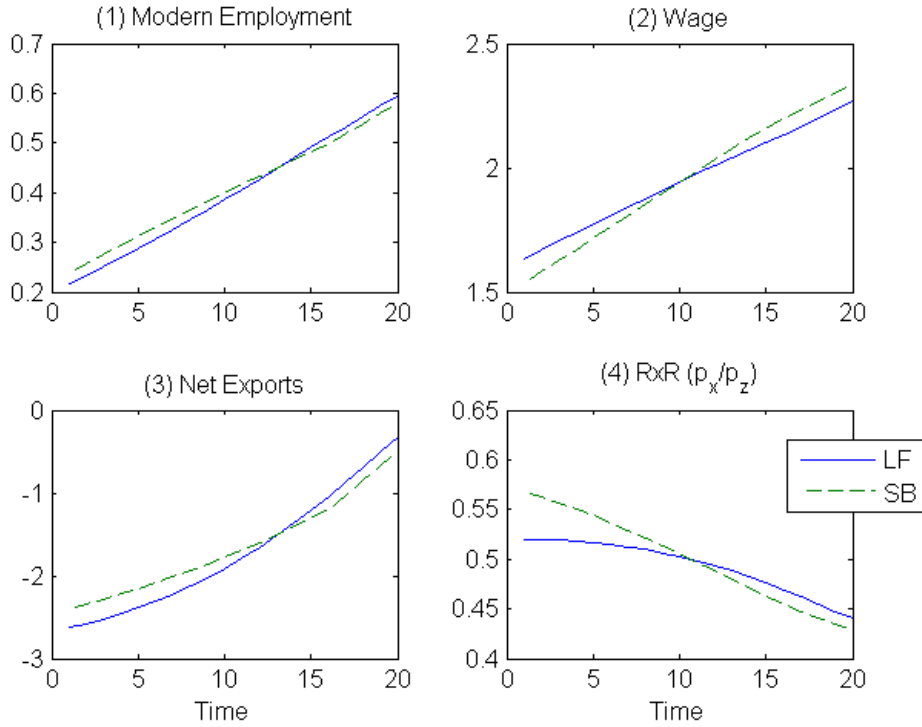 (1) Modern Employment
0.7
0.6
0.5
0.4
0.3
0.2
0 5 10 15 20
(2) Wage
2.5
2
1.5
0 5 10 15 20
(3) Net Exports
0
-1
-2
-3
0 5 10 15 20
Time
(4) RxR (p_x/p_z)
0.65
0.6
0.55
0.5
0.45
0.4
0 5 10 15 20
Time
LF
SB